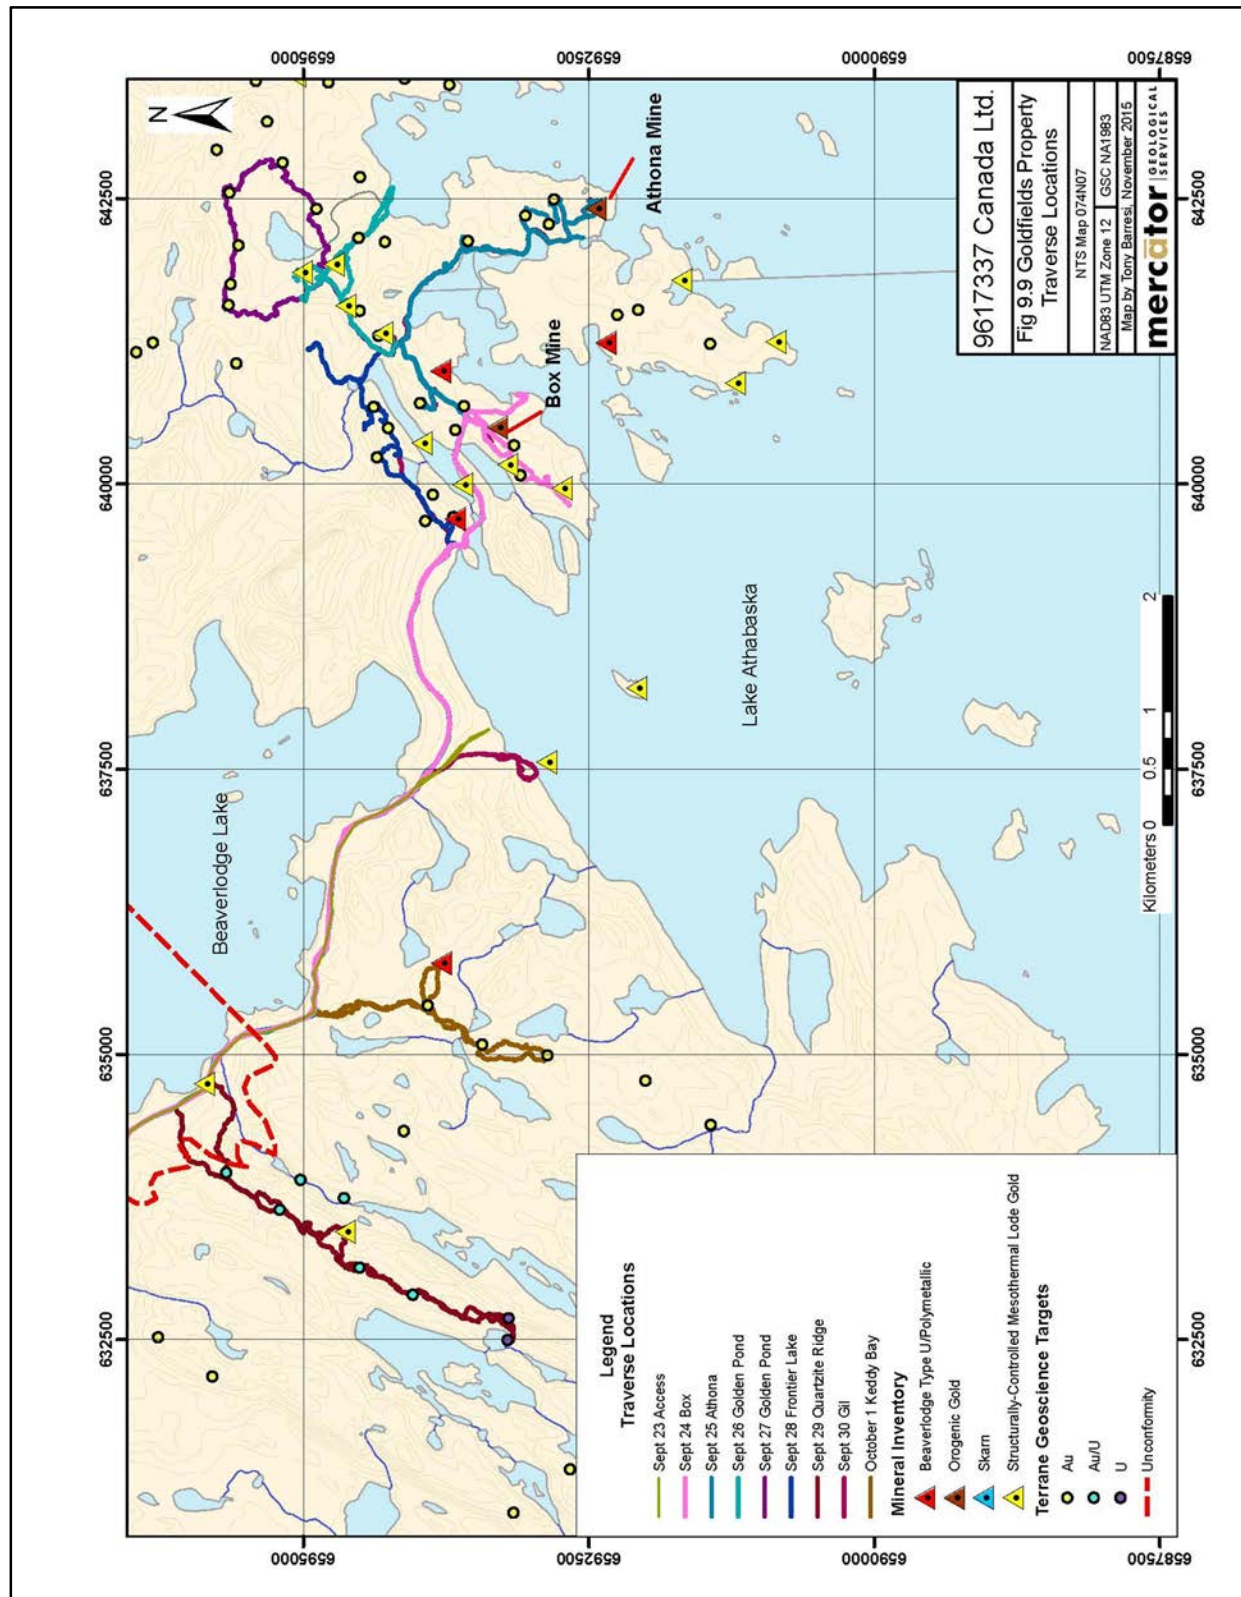 N
6595000
6592500
6590000
6587500
642500
640000
637500
635000
632500
Beaverlodge Lake
Lake Athabaska
Box Mine
Athona Mine
9617337 Canada Ltd.
Fig 9.9 Goldfields Property
Traverse Locations
NTS Map 074N07
NAD83 UTM Zone 12
GSC NA1983
Map by Tony Barresi, November 2015
mercator GEOLOGICAL SERVICES
Kilometers 0 0.5 1 2
Legend
Traverse Locations
Sept 23 Access
Sept 24 Box
Sept 25 Athona
Sept 26 Golden Pond
Sept 27 Golden Pond
Sept 28 Frontier Lake
Sept 29 Quartzite Ridge
Sept 30 Gil
October 1 Keddy Bay
Mineral Inventory
Beaverlodge Type U/Polymetallic
Orogenic Gold
Skarn
Structurally-Controlled Mesothermal Lode Gold
Terrane Geoscience Targets
Au
Au/U
U
Unconformity
632500
635000
637500
640000
642500
6595000
6592500
6590000
6587500